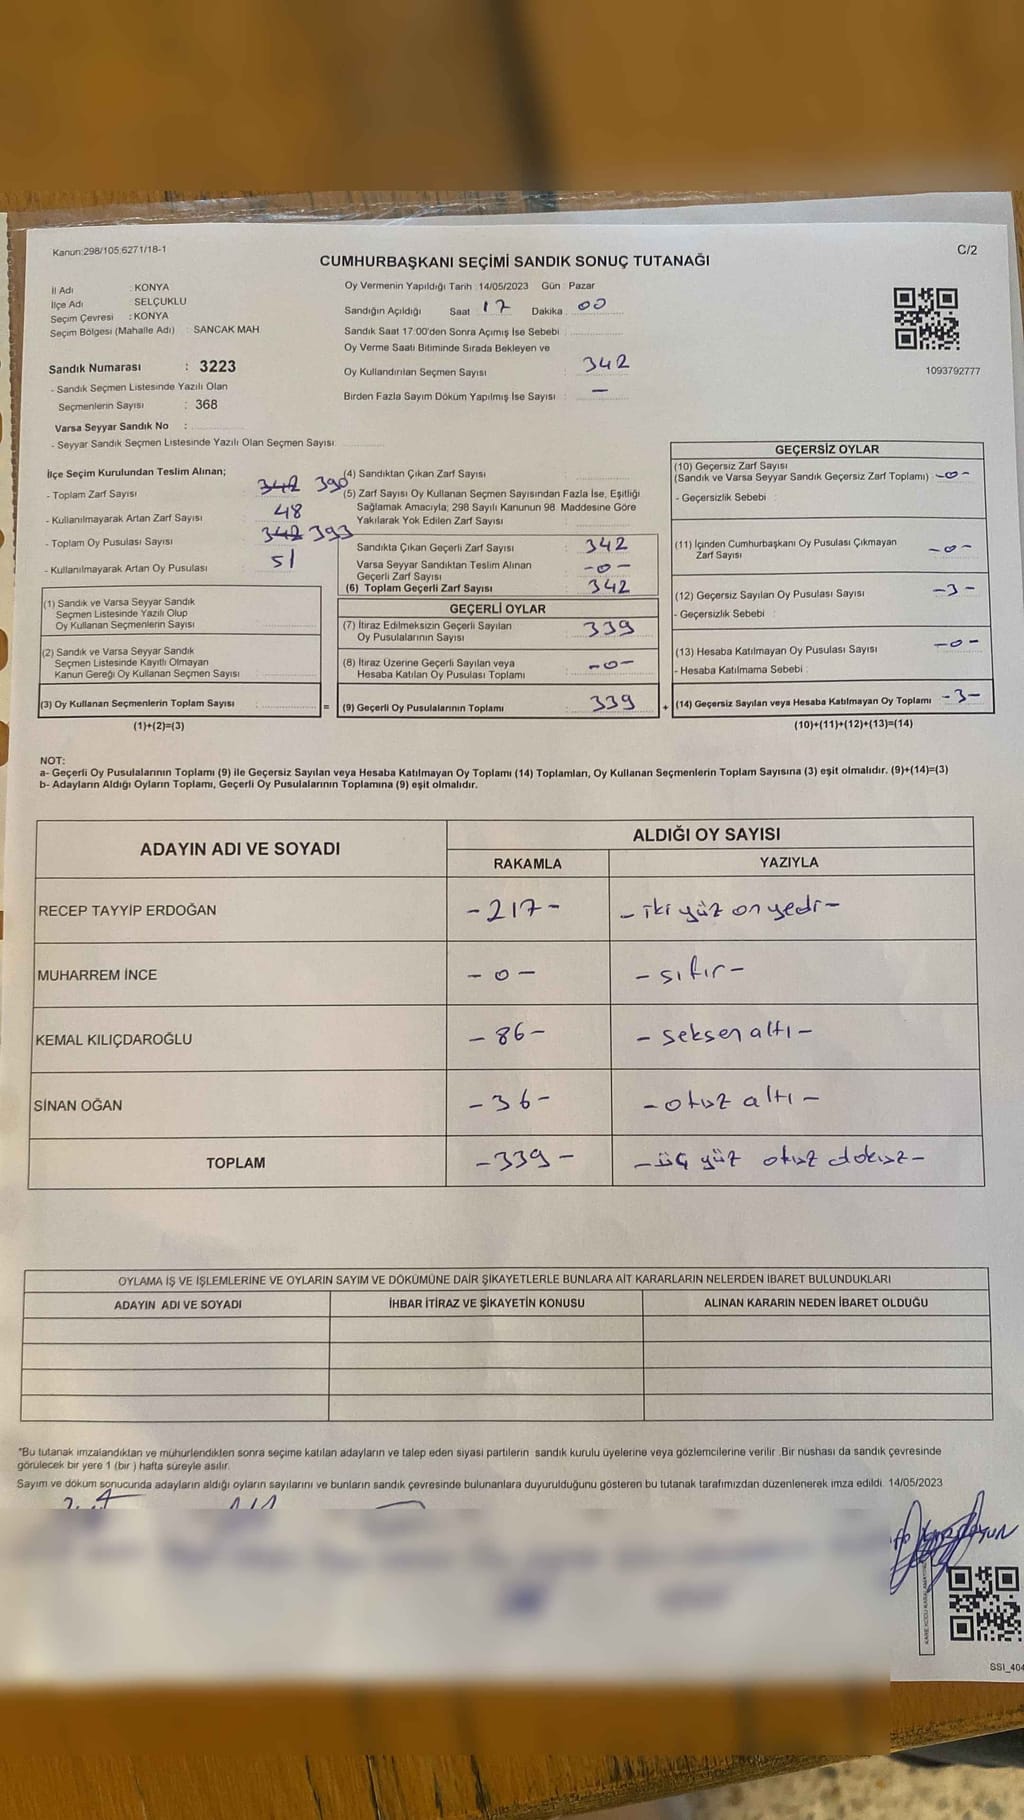 Kanun:298/105 6271/18-1
C/2
CUMHURBAŞKANI SEÇİMİ SANDIK SONUÇ TUTANAĞI
İl Adı : KONYA
İlçe Adı : SELÇUKLU
Seçim Çevresi : KONYA
Seçim Bölgesi (Mahalle Adı) : SANCAK MAH
Sandık Numarası : 3223
- Sandık Seçmen Listesinde Yazılı Olan
Seçmenlerin Sayısı : 368
Varsa Seyyar Sandık No :
- Seyyar Sandık Seçmen Listesinde Yazılı Olan Seçmen Sayısı
Oy Vermenin Yapıldığı Tarih : 14/05/2023 Gün : Pazar
Sandığın Açıldığı Saat 17 Dakika 00
Sandık Saat 17:00'den Sonra Açımış İse Sebebi
Oy Verme Saati Bitiminde Sırada Bekleyen ve
Oy Kullandırılan Seçmen Sayısı : 342
Birden Fazla Sayım Döküm Yapılmış İse Sayısı : —
1093792777
İlçe Seçim Kurulundan Teslim Alınan;
- Toplam Zarf Sayısı 342 390
- Kullanılmayarak Artan Zarf Sayısı 48
- Toplam Oy Pusulası Sayısı 342 393
- Kullanılmayarak Artan Oy Pusulası 51
(1) Sandık ve Varsa Seyyar Sandık
Seçmen Listesinde Yazılı Olup
Oy Kullanan Seçmenlerin Sayısı
(2) Sandık ve Varsa Seyyar Sandık
Seçmen Listesinde Kayıtlı Olmayan
Kanun Gereği Oy Kullanan Seçmen Sayısı
(3) Oy Kullanan Seçmenlerin Toplam Sayısı
(1)+(2)=(3)
(4) Sandıktan Çıkan Zarf Sayısı
(5) Zarf Sayısı Oy Kullanan Seçmen Sayısından Fazla İse, Eşitliği
Sağlamak Amacıyla; 298 Sayılı Kanunun 98. Maddesine Göre
Yakılarak Yok Edilen Zarf Sayısı
Sandıkta Çıkan Geçerli Zarf Sayısı : 342
Varsa Seyyar Sandıktan Teslim Alınan
Geçerli Zarf Sayısı : -0-
(6) Toplam Geçerli Zarf Sayısı : 342
GEÇERLİ OYLAR
(7) İtiraz Edilmeksizin Geçerli Sayılan
Oy Pusulalarının Sayısı : 339
(8) İtiraz Üzerine Geçerli Sayılan veya
Hesaba Katılan Oy Pusulası Toplamı : -0-
= (9) Geçerli Oy Pusulalarının Toplamı : 339
GEÇERSİZ OYLAR
(10) Geçersiz Zarf Sayısı
(Sandık ve Varsa Sandık Geçersiz Zarf Toplamı) -0-
- Geçersizlik Sebebi :
(11) İçinden Cumhurbaşkanı Oy Pusulası Çıkmayan
Zarf Sayısı -0-
(12) Geçersiz Sayılan Oy Pusulası Sayısı -3-
- Geçersizlik Sebebi :
(13) Hesaba Katılmayan Oy Pusulası Sayısı -0-
- Hesaba Katılmama Sebebi :
+ (14) Geçersiz Sayılan veya Hesaba Katılmayan Oy Toplamı -3-
(10)+(11)+(12)+(13)=(14)
NOT:
a- Geçerli Oy Pusulalarının Toplamı (9) ile Geçersiz Sayılan veya Hesaba Katılmayan Oy Toplamı (14) Toplamları, Oy Kullanan Seçmenlerin Toplam Sayısına (3) eşit olmalıdır. (9)+(14)=(3)
b- Adayların Aldığı Oyların Toplamı, Geçerli Oy Pusulalarının Toplamına (9) eşit olmalıdır.
ADAYIN ADI VE SOYADI ALDIĞI OY SAYISI
RAKAMLA YAZIYLA
RECEP TAYYİP ERDOĞAN -217- -iki yüz on yedi-
MUHARREM İNCE -0- -sıfır-
KEMAL KILIÇDAROĞLU -86- -seksen altı-
SİNAN OĞAN -36- -otuz altı-
TOPLAM -339- -üç yüz otuz dokuz-
OYLAMA İŞ VE İŞLEMLERİNE VE OYLARIN SAYIM VE DÖKÜMÜNE DAİR ŞİKAYETLERLE BUNLARA AİT KARARLARIN NELERDEN İBARET BULUNDUKLARI
ADAYIN ADI VE SOYADI İHBAR İTİRAZ VE ŞİKAYETİN KONUSU ALINAN KARARIN NEDEN İBARET OLDUĞU
*Bu tutanak imzalandıktan ve mühürlendikten sonra seçime katılan adayların ve talep eden siyasi partilerin sandık kurulu üyelerine veya gözlemcilerine verilir. Bir nüshası da sandık çevresinde
görülecek bir yere 1 (bir ) hafta süreyle asılır.
Sayım ve döküm sonucunda adayların aldığı oyların sayılarını ve bunların sandık çevresinde bulunanlara duyurulduğunu gösteren bu tutanak tarafımızdan düzenlenerek imza edildi. 14/05/2023
SSI_404